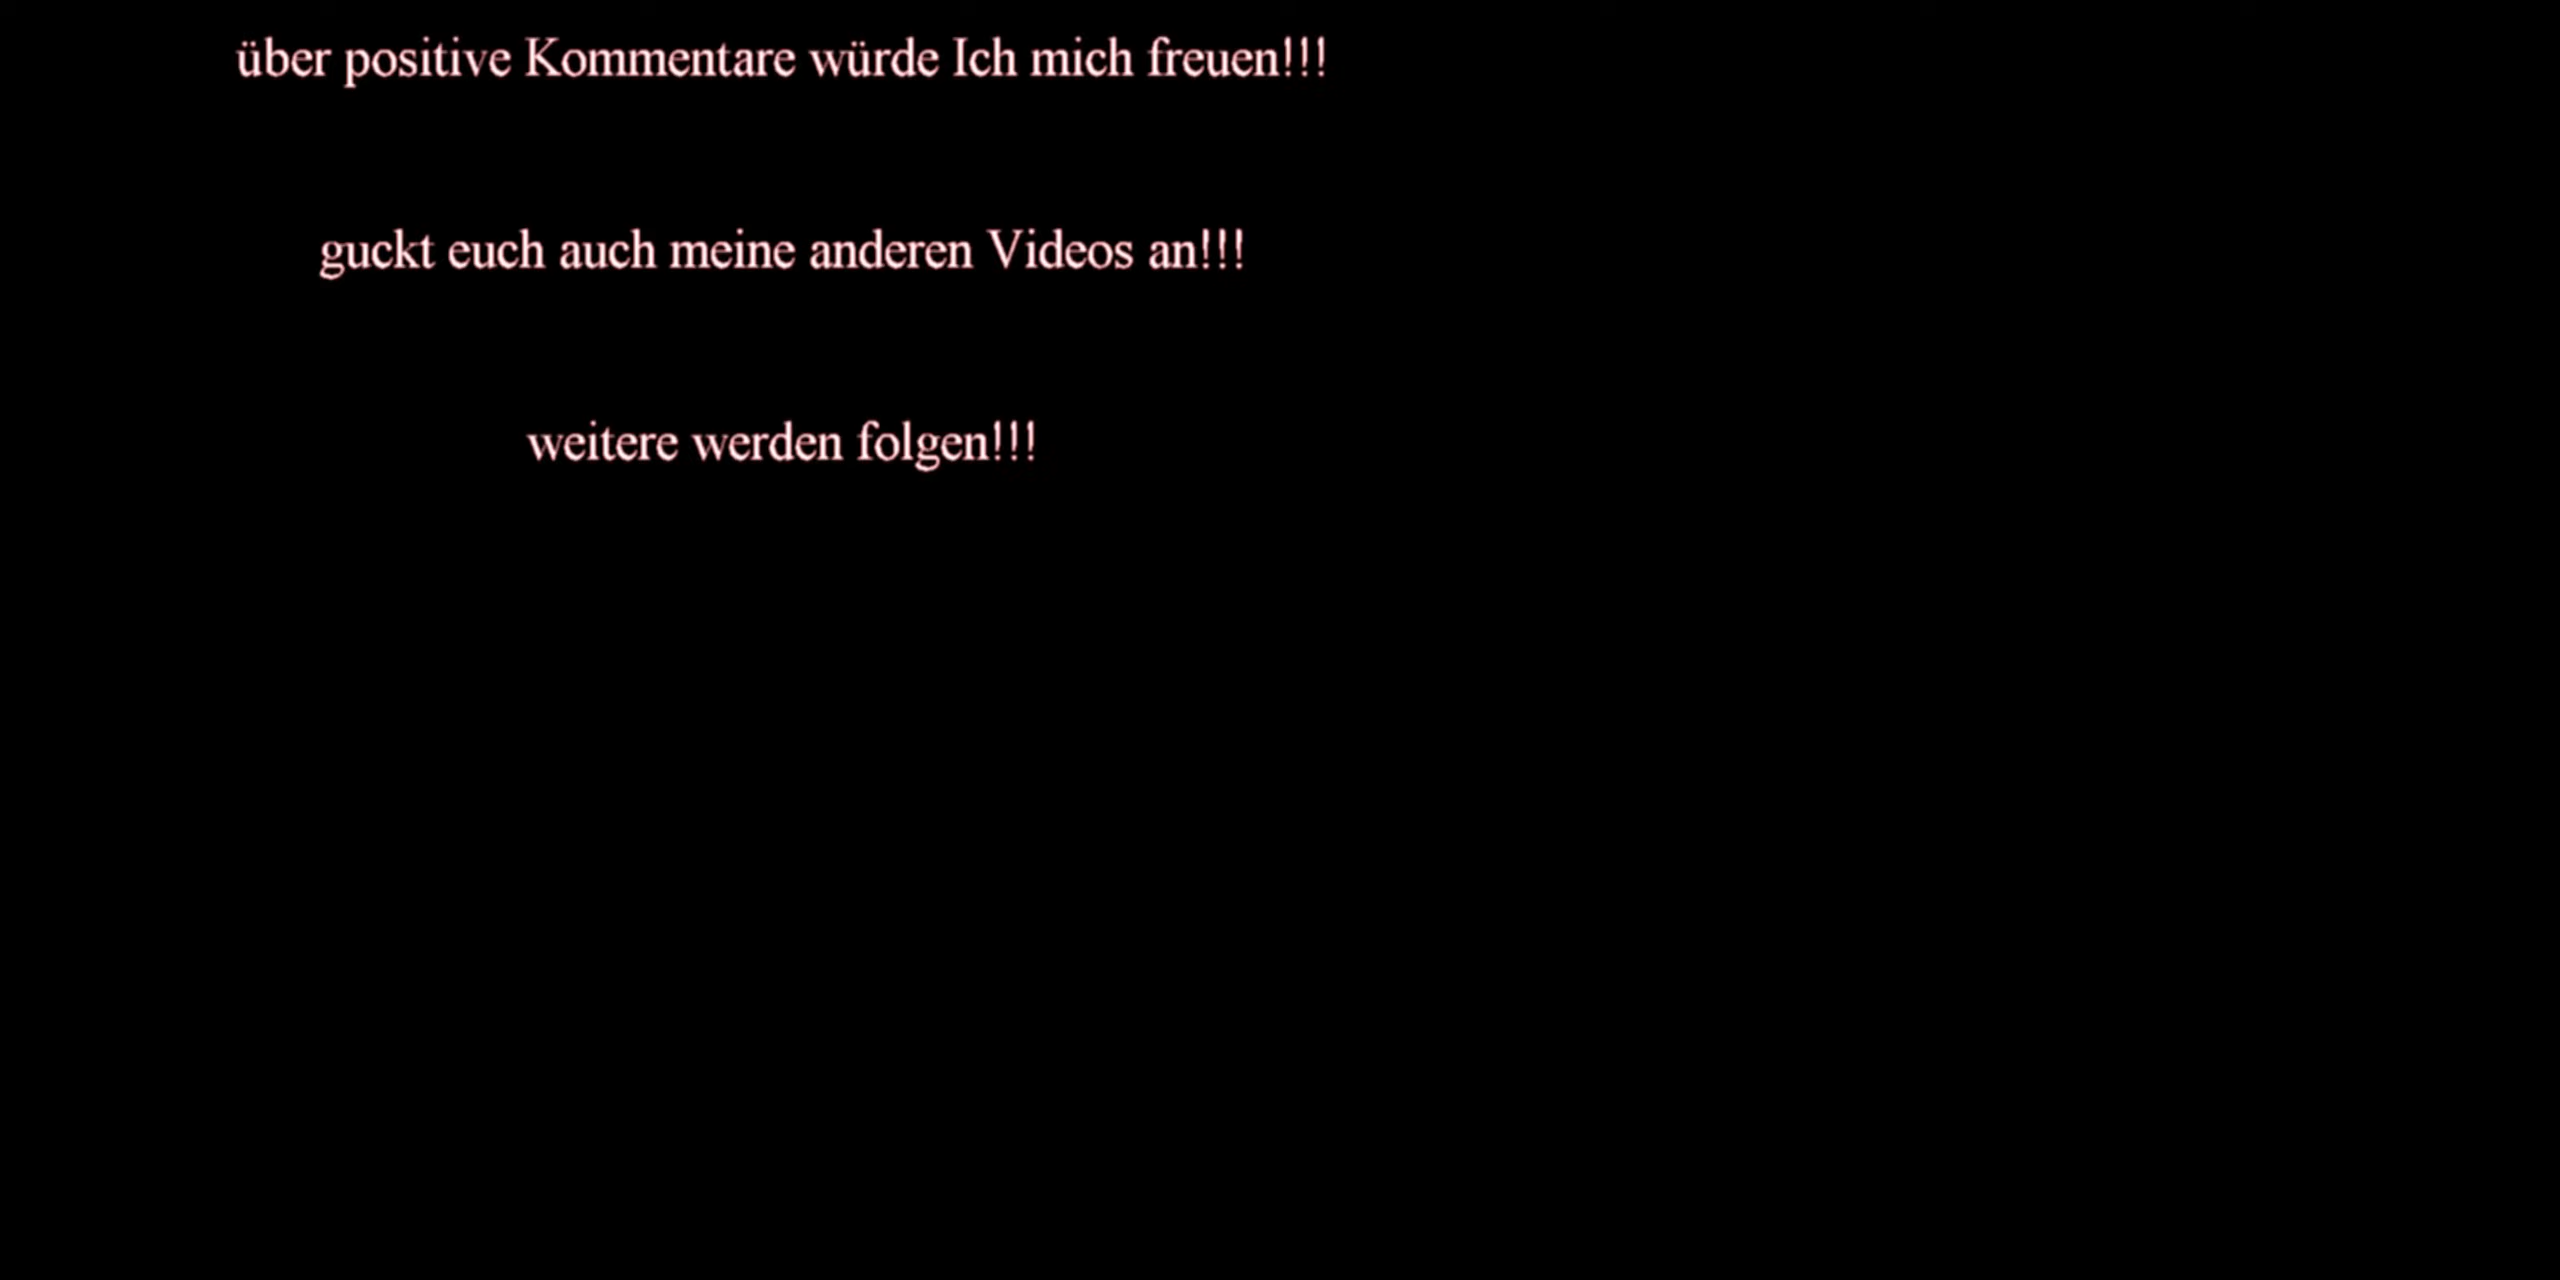 über positive Kommentare würde Ich mich freuen!!!
guckt euch auch meine anderen Videos an!!!
weitere werden folgen!!!